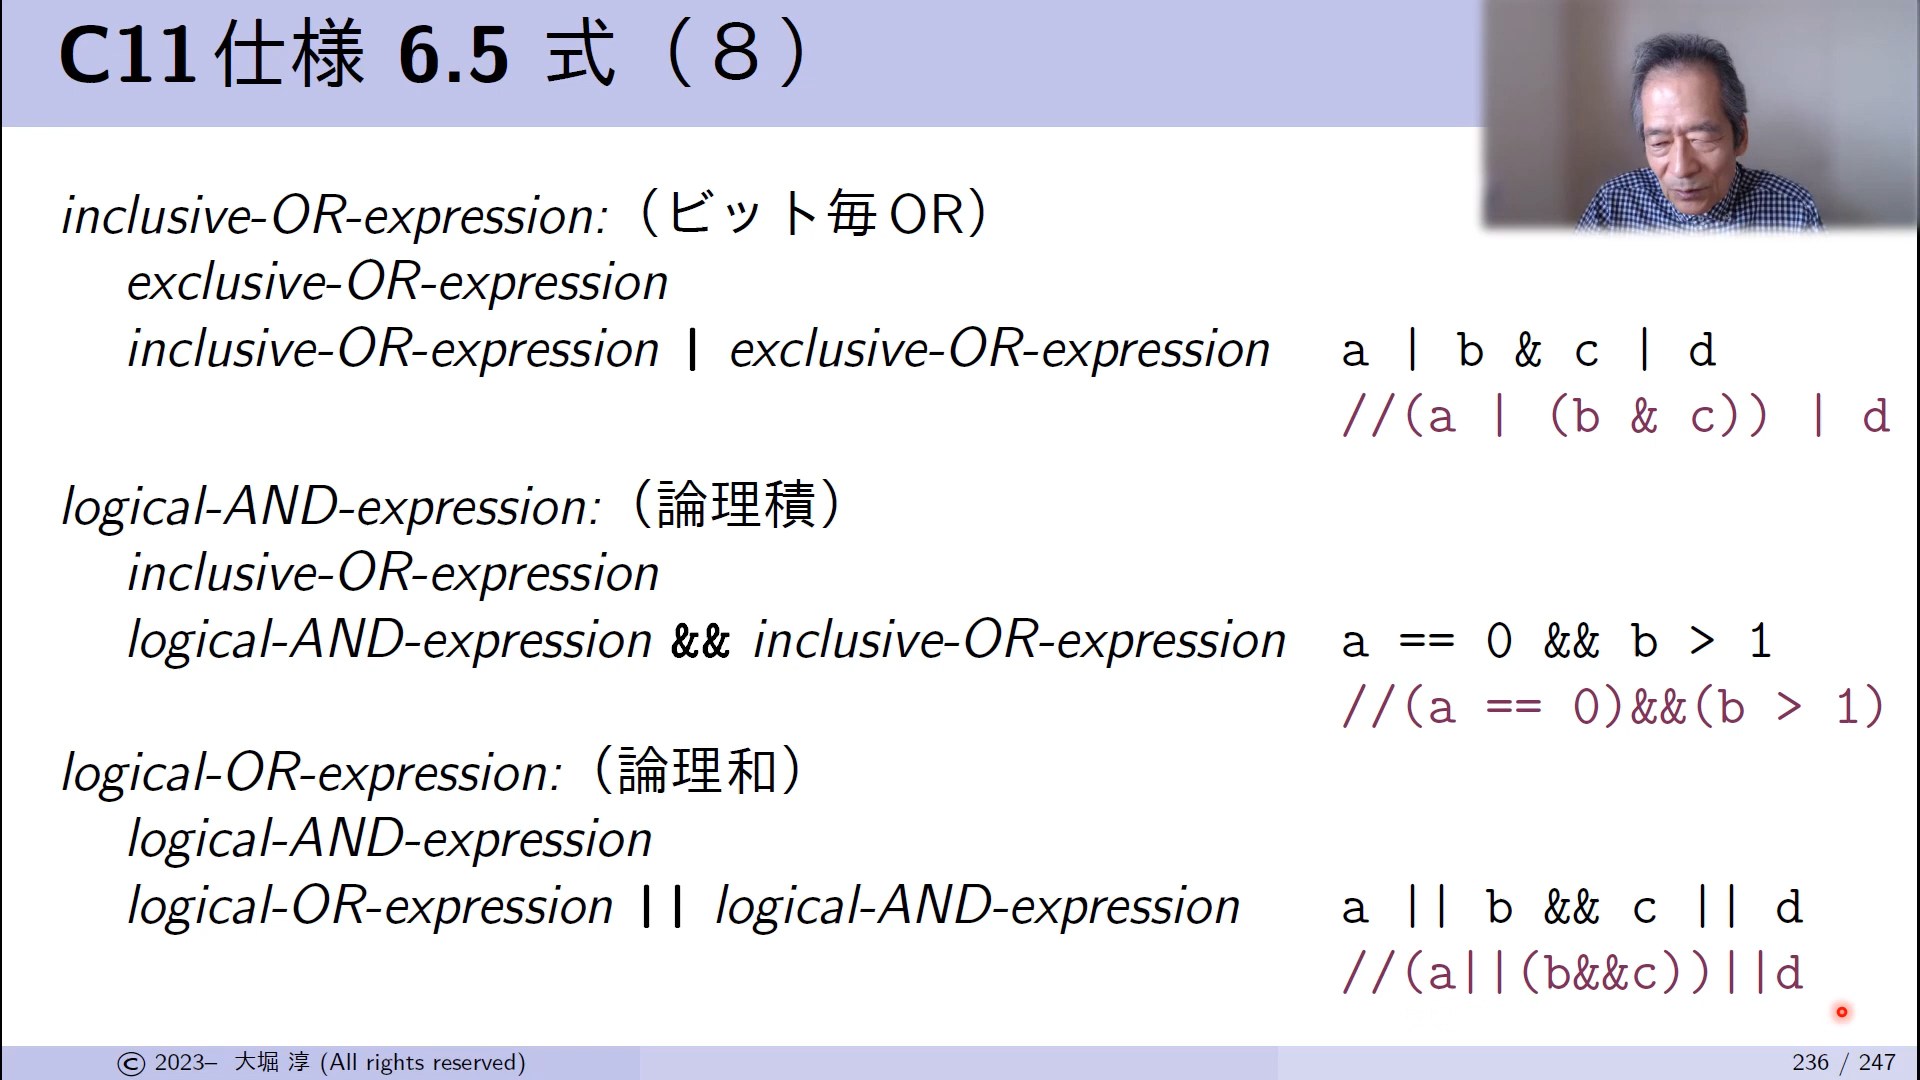 C11仕様 6.5 式（８）
inclusive-OR-expression:（ビット毎OR）
exclusive-OR-expression
inclusive-OR-expression | exclusive-OR-expression a | b & c | d
//(a | (b & c)) | d
logical-AND-expression:（論理積）
inclusive-OR-expression
logical-AND-expression && inclusive-OR-expression a == 0 && b > 1
//(a == 0)&&(b > 1)
logical-OR-expression:（論理和）
logical-AND-expression
logical-OR-expression || logical-AND-expression a || b && c || d
//(a||(b&&c))||d
© 2023– 大堀 淳 (All rights reserved) 236 / 247